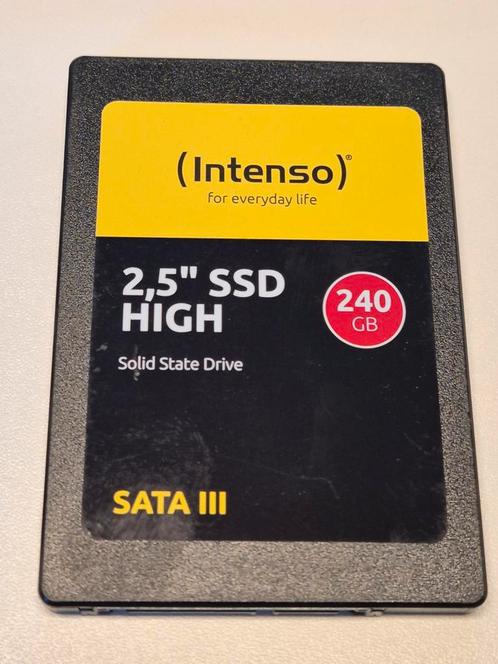 (Intenso)®
for everyday life
2,5" SSD
HIGH
240
GB
Solid State Drive
SATA III